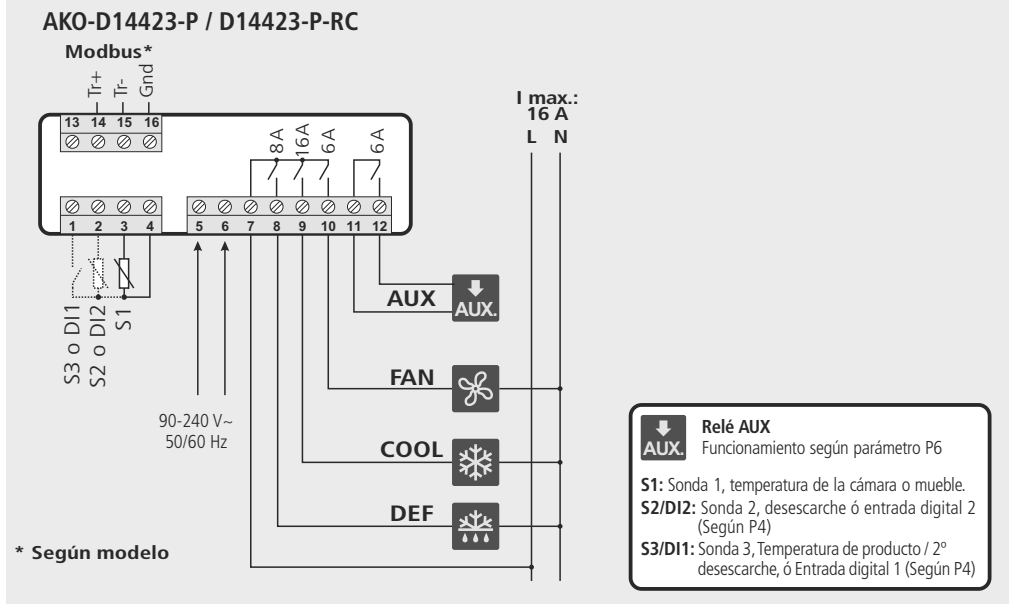 AKO-D14423-P / D14423-P-RC
Modbus*
Tr+ Tr- Gnd
13 14 15 16
8A 16A 6A 6A
I max.:
16 A
L N
1 2 3 4 5 6 7 8 9 10 11 12
S3 o DI1
S2 o DI2
S1
90-240 V~
50/60 Hz
AUX AUX.
FAN
COOL
DEF
* Según modelo
AUX.
Relé AUX
Funcionamiento según parámetro P6
S1: Sonda 1, temperatura de la cámara o mueble.
S2/DI2: Sonda 2, desescarche ó entrada digital 2
(Según P4)
S3/DI1: Sonda 3, Temperatura de producto / 2º
desescarche, ó Entrada digital 1 (Según P4)